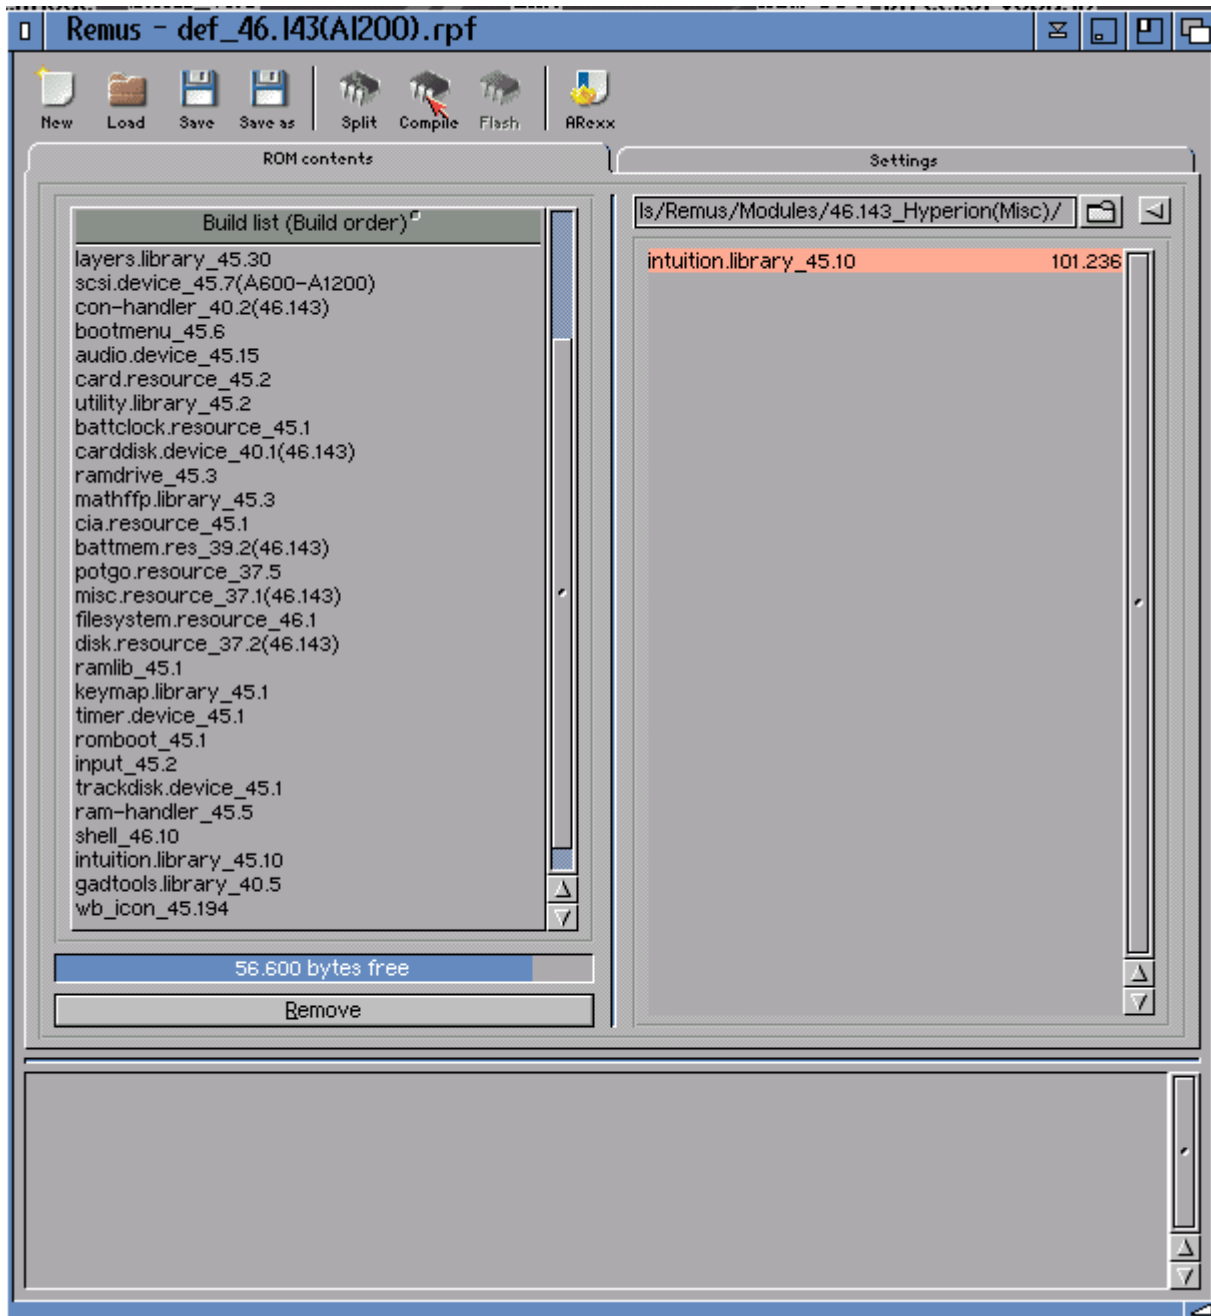 Remus - def_46.143(A1200).rpf
New Load Save Save as Split Compile Flash ARexx
ROM contents Settings
Build list (Build order)
ls/Remus/Modules/46.143_Hyperion(Misc)/
layers.library_45.30
scsi.device_45.7(A600-A1200)
con-handler_40.2(46.143)
bootmenu_45.6
audio.device_45.15
card.resource_45.2
utility.library_45.2
battclock.resource_45.1
carddisk.device_40.1(46.143)
ramdrive_45.3
mathffp.library_45.3
cia.resource_45.1
battmem.res_39.2(46.143)
potgo.resource_37.5
misc.resource_37.1(46.143)
filesystem.resource_46.1
disk.resource_37.2(46.143)
ramlib_45.1
keymap.library_45.1
timer.device_45.1
romboot_45.1
input_45.2
trackdisk.device_45.1
ram-handler_45.5
shell_46.10
intuition.library_45.10
gadtools.library_40.5
wb_icon_45.194
56.600 bytes free
Remove
intuition.library_45.10 101.236